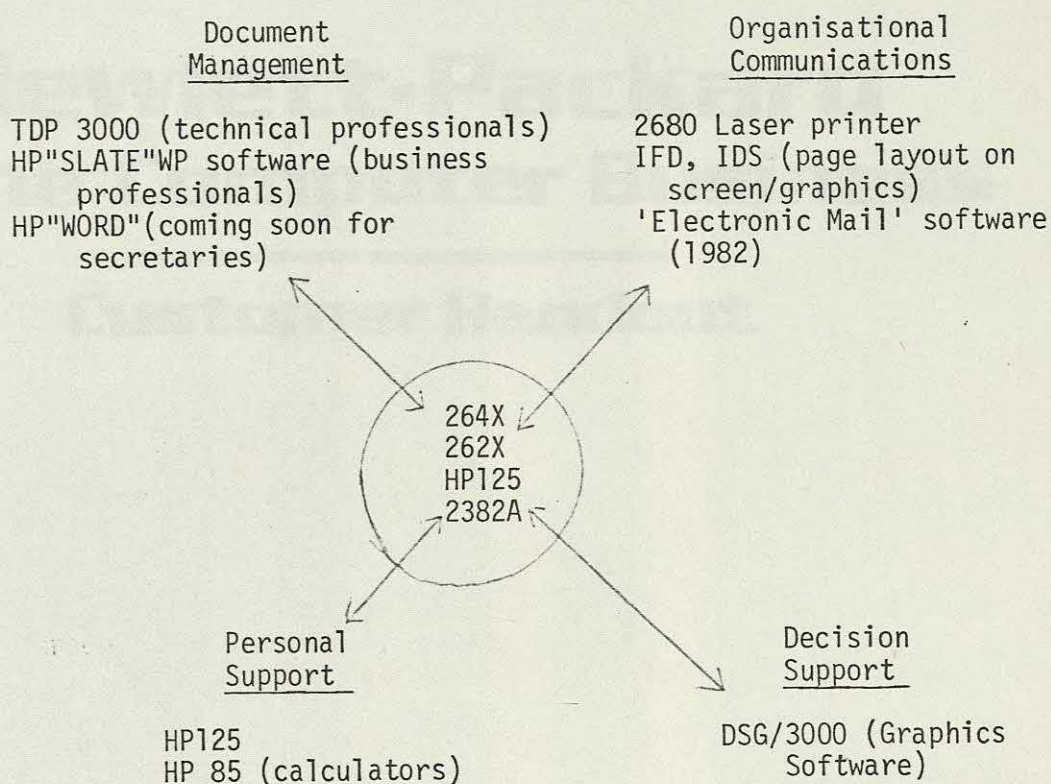 Document
Management
TDP 3000 (technical professionals)
HP"SLATE"WP software (business
professionals)
HP"WORD"(coming soon for
secretaries)
Organisational
Communications
2680 Laser printer
IFD, IDS (page layout on
screen/graphics)
'Electronic Mail' software
(1982)
264X
262X
HP125
2382A
Personal
Support
HP125
HP 85 (calculators)
Decision
Support
DSG/3000 (Graphics
Software)